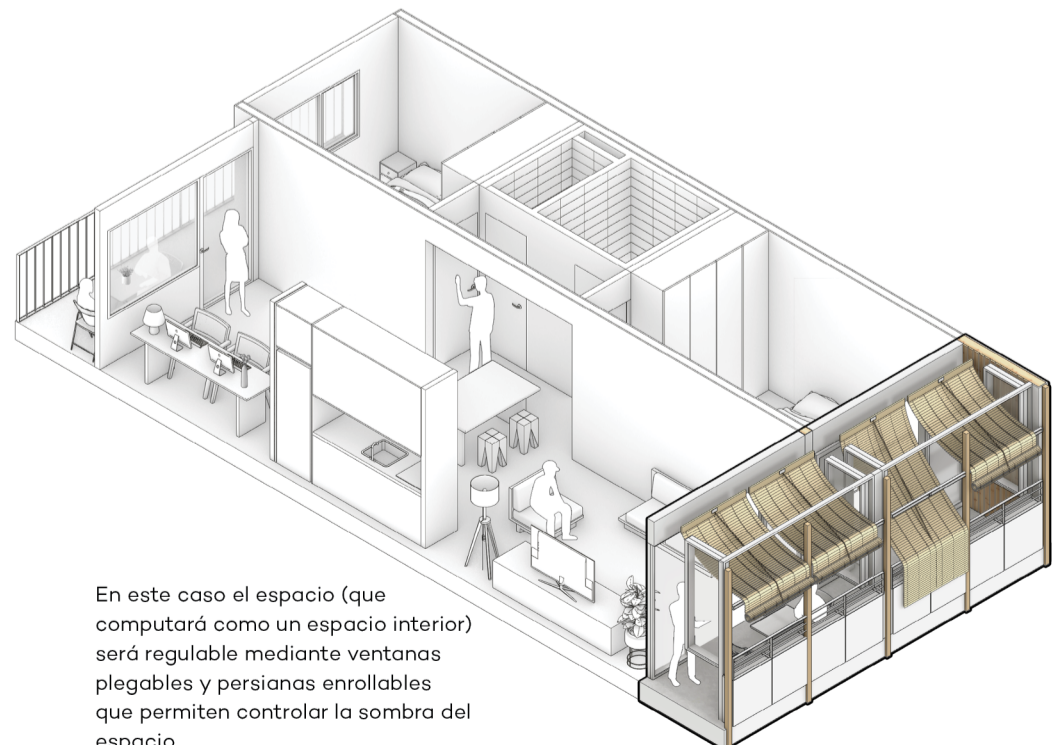 En este caso el espacio (que
computará como un espacio interior)
será regulable mediante ventanas
plegables y persianas enrollables
que permiten controlar la sombra del
espacio